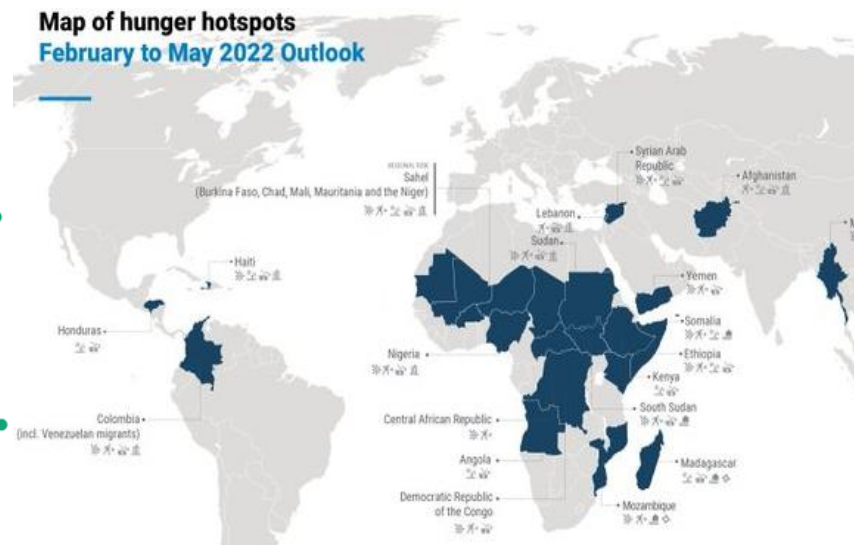 Map of hunger hotspots
February to May 2022 Outlook
REGIONAL RISK
Sahel
(Burkina Faso, Chad, Mali, Mauritania and the Niger)
Syrian Arab
Republic
Afghanistan
Lebanon
Sudan
Haiti
Yemen
Honduras
Somalia
Nigeria
Ethiopia
Kenya
Colombia
(incl. Venezuelan migrants)
Central African Republic
South Sudan
Angola
Madagascar
Democratic Republic
of the Congo
Mozambique